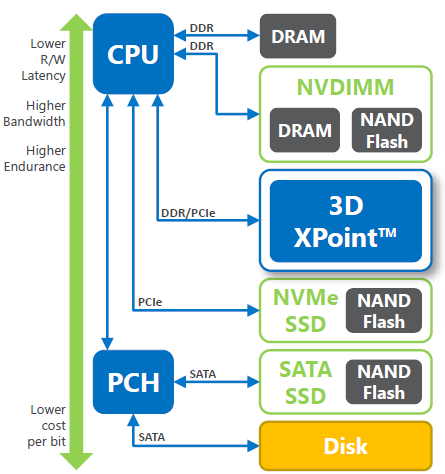 Lower
R/W
Latency
Higher
Bandwidth
Higher
Endurance
Lower
cost
per bit
CPU
DDR
DDR
DRAM
NVDIMM
DRAM
NAND
Flash
DDR/PCIe
3D
XPoint™
PCIe
NVMe
SSD
NAND
Flash
PCH
SATA
SATA
SSD
NAND
Flash
SATA
Disk